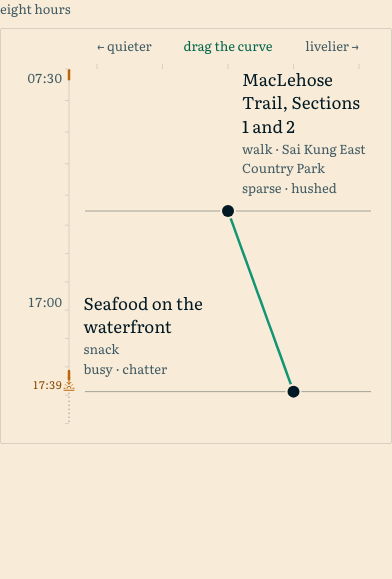 eight hours
← quieter drag the curve livelier →
07:30
MacLehose
Trail, Sections
1 and 2
walk · Sai Kung East
Country Park
sparse · hushed
17:00
Seafood on the
waterfront
snack
busy · chatter
17:39